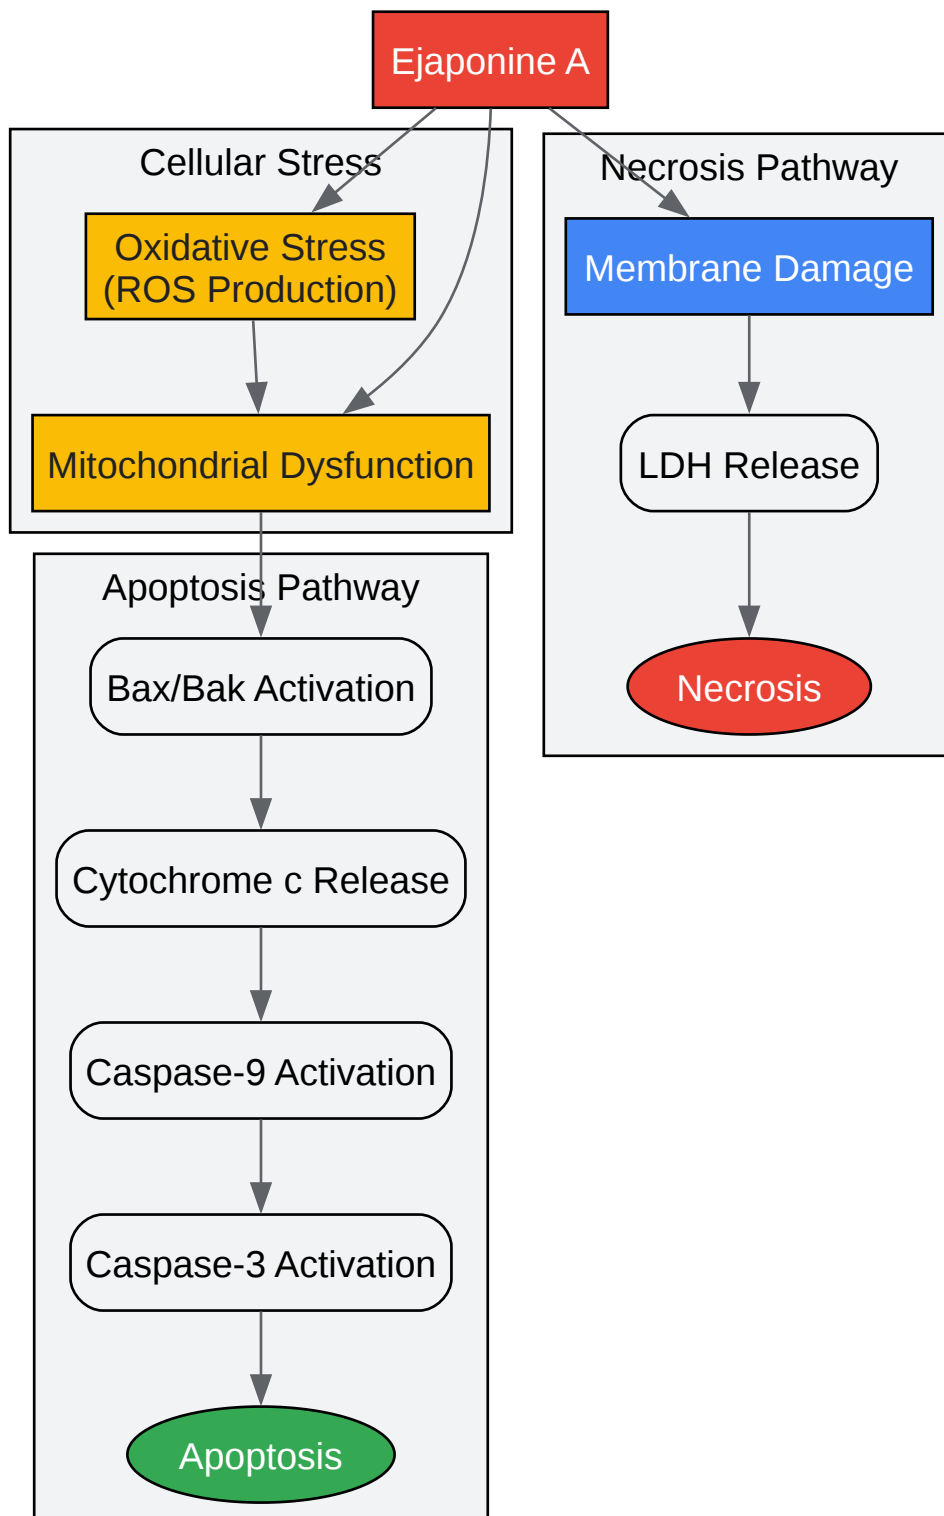 Ejaponine A
Cellular Stress
Oxidative Stress
(ROS Production)
Mitochondrial Dysfunction
Apoptosis Pathway
Bax/Bak Activation
Cytochrome c Release
Caspase-9 Activation
Caspase-3 Activation
Apoptosis
Necrosis Pathway
Membrane Damage
LDH Release
Necrosis